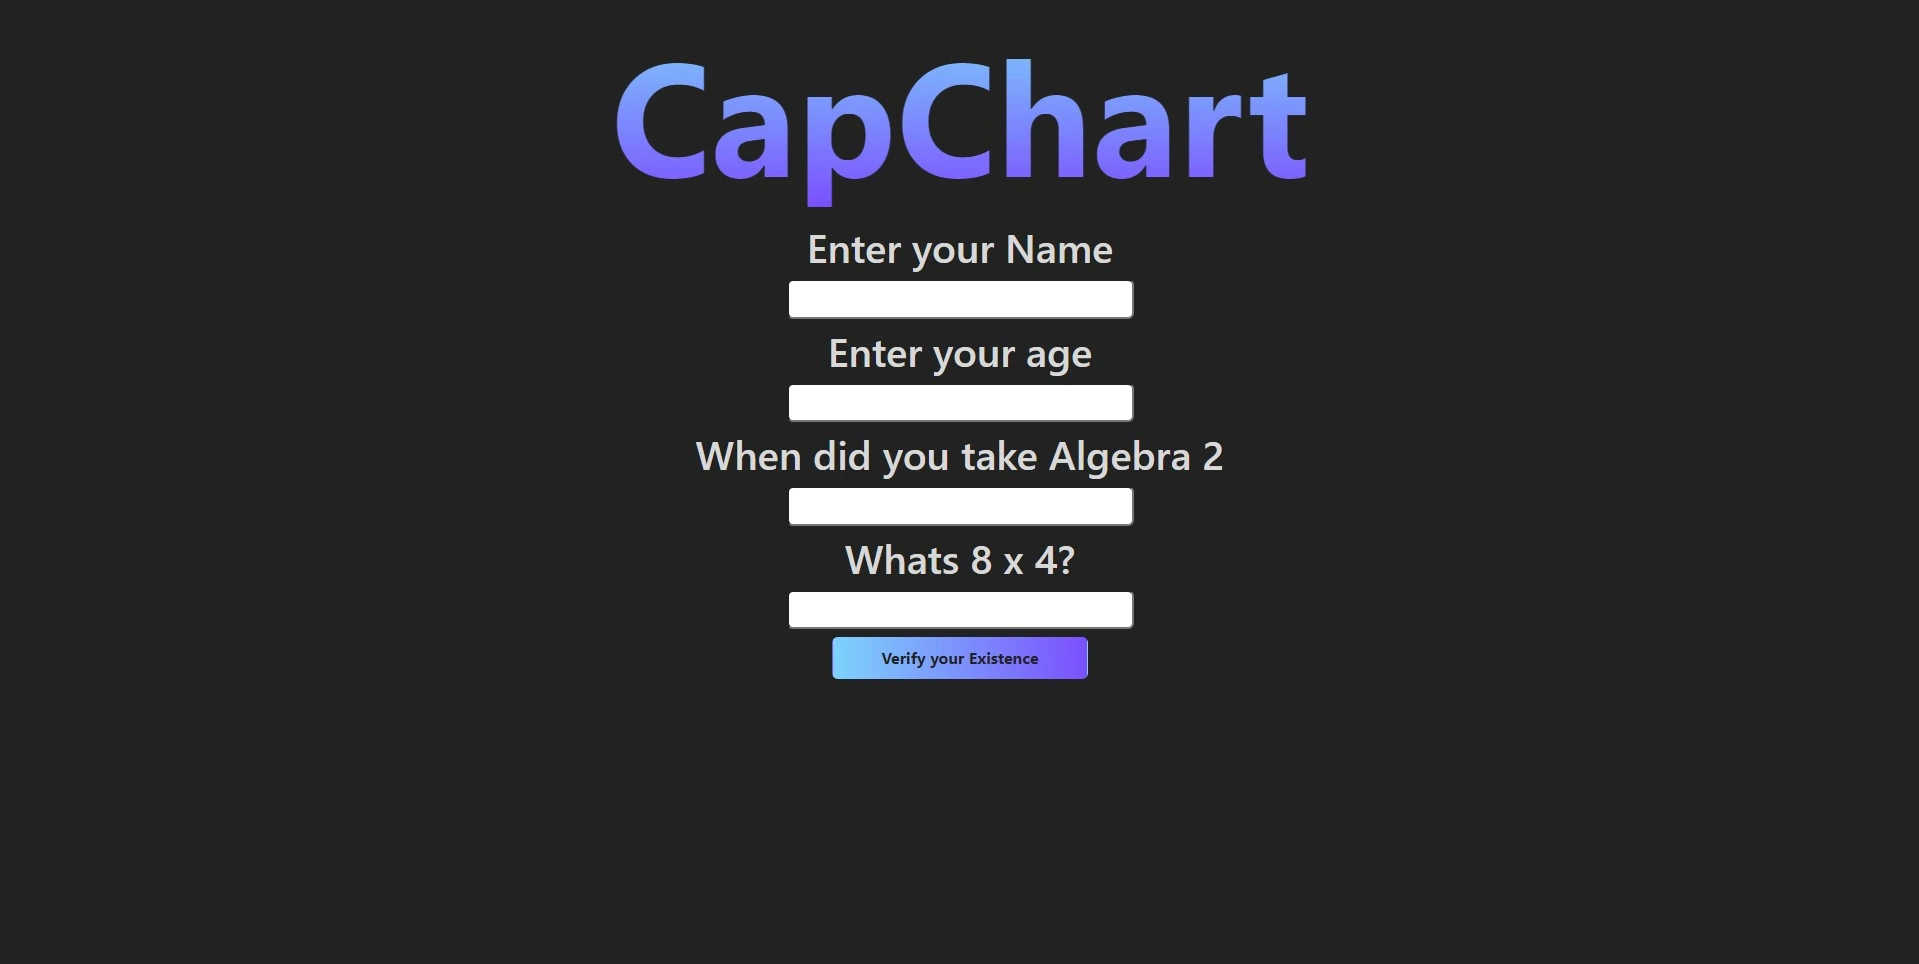 CapChart
Enter your Name
Enter your age
When did you take Algebra 2
Whats 8 x 4?
Verify your Existence